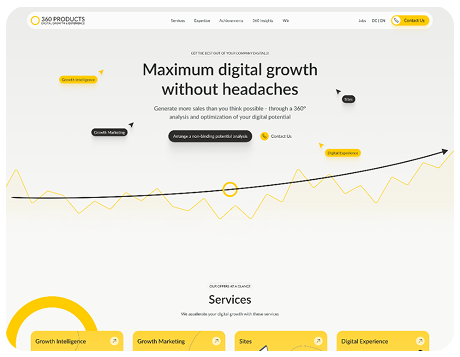 360 PRODUCTS
DIGITAL GROWTH & EXPERIENCE
Services Expertise Achievements 360 Insights We
Jobs DE | EN Contact Us
GET THE BEST OUT OF YOUR COMPANY DIGITALLY
Maximum digital growth
without headaches
Growth Intelligence
Sites
Generate more sales than you think possible - through a 360°
analysis and optimization of your digital potential
Growth Marketing
Arrange a non-binding potential analysis
Contact Us
Digital Experience
OUR OFFERS AT A GLANCE
Services
We accelerate your digital growth with these services
Growth Intelligence
Growth Marketing
Sites
Digital Experience